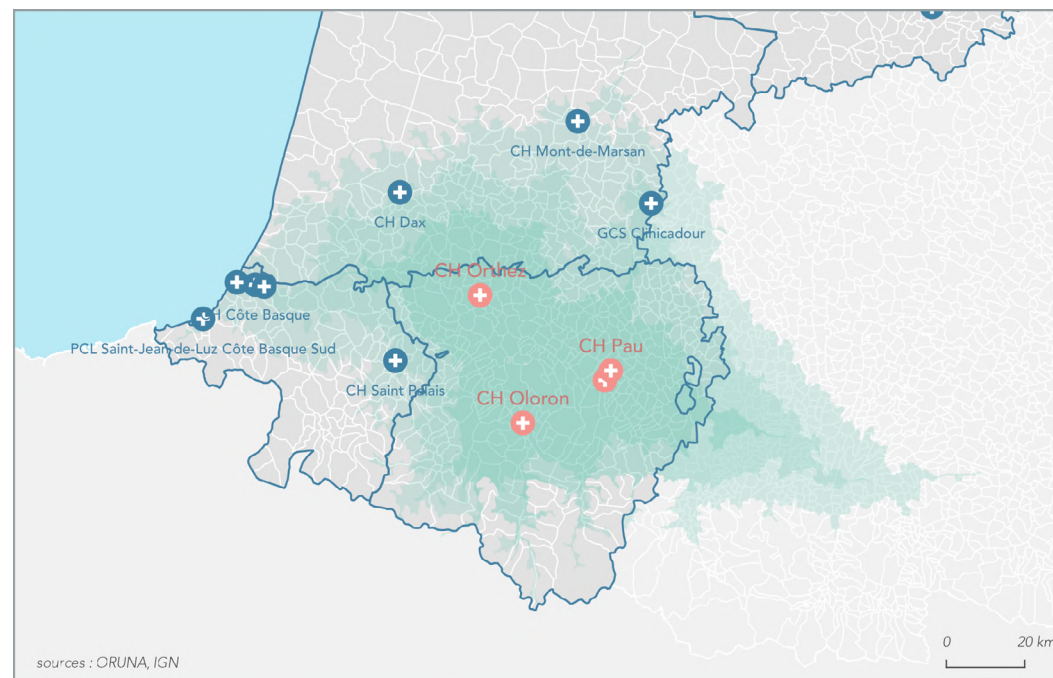 CH Mont-de-Marsan
CH Dax
GCS Clinicadour
CH Orthez
CH Côte Basque
PCL Saint-Jean-de-Luz Côte Basque Sud
CH Pau
CH Saint Palais
CH Oloron
0 20 km
sources : ORUNA, IGN